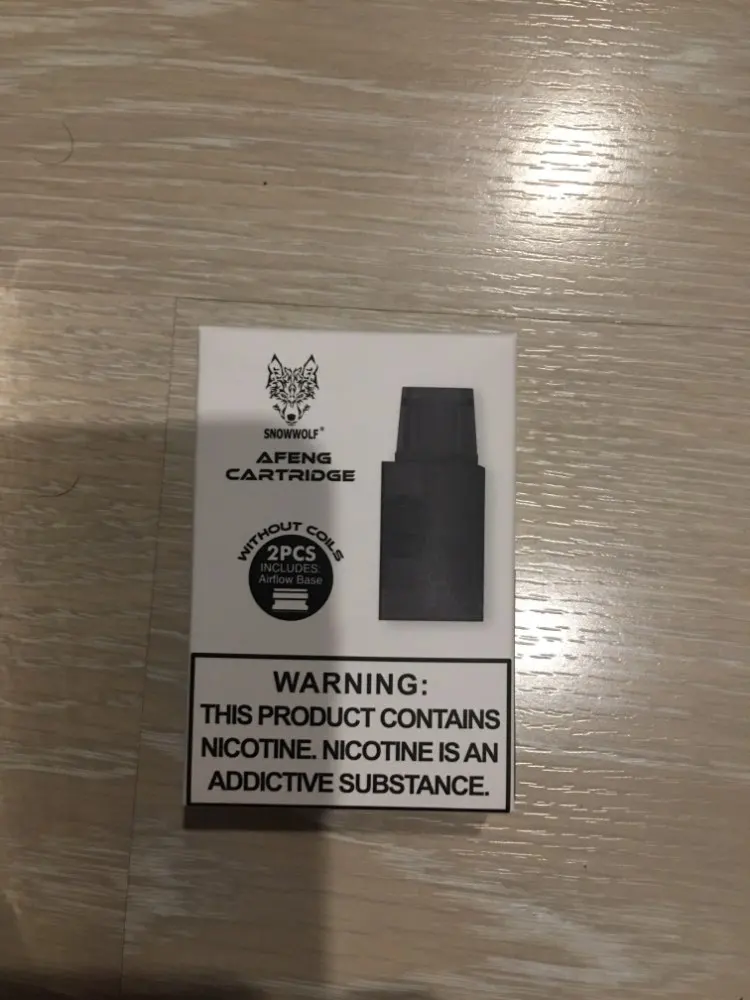 SNOWWOLF®
AFENG
CARTRIDGE
WITHOUT COILS
2PCS
INCLUDES:
Airflow Base
WARNING:
THIS PRODUCT CONTAINS
NICOTINE. NICOTINE IS AN
ADDICTIVE SUBSTANCE.